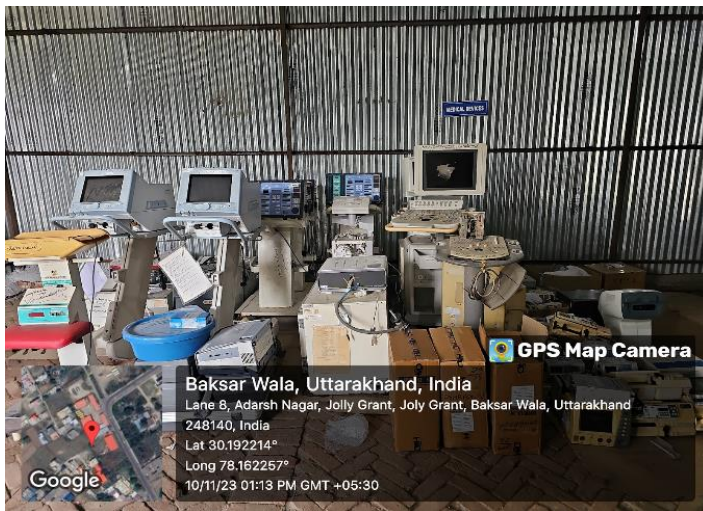 MEDICAL DEVICES
GPS Map Camera
Baksar Wala, Uttarakhand, India
Lane 8, Adarsh Nagar, Jolly Grant, Joly Grant, Baksar Wala, Uttarakhand
248140, India
Lat 30.192214°
Long 78.162257°
10/11/23 01:13 PM GMT +05:30
Google